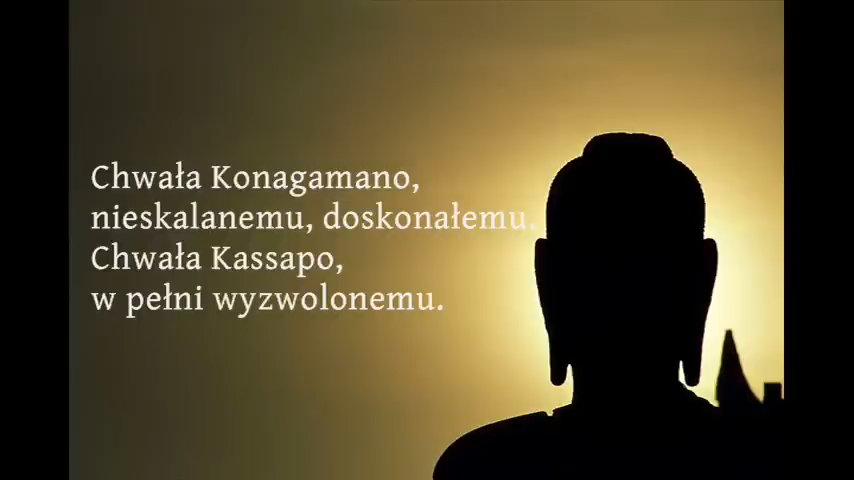 Chwała Konagamano,
nieskalanemu, doskonałemu.
Chwała Kassapo,
w pełni wyzwolonemu.